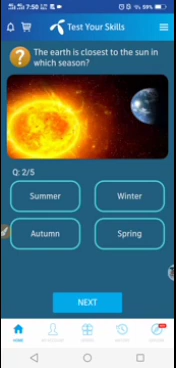 7:50
59%
Test Your Skills
The earth is closest to the sun in
which season?
Q: 2/5
Summer
Winter
Autumn
Spring
NEXT
HOME